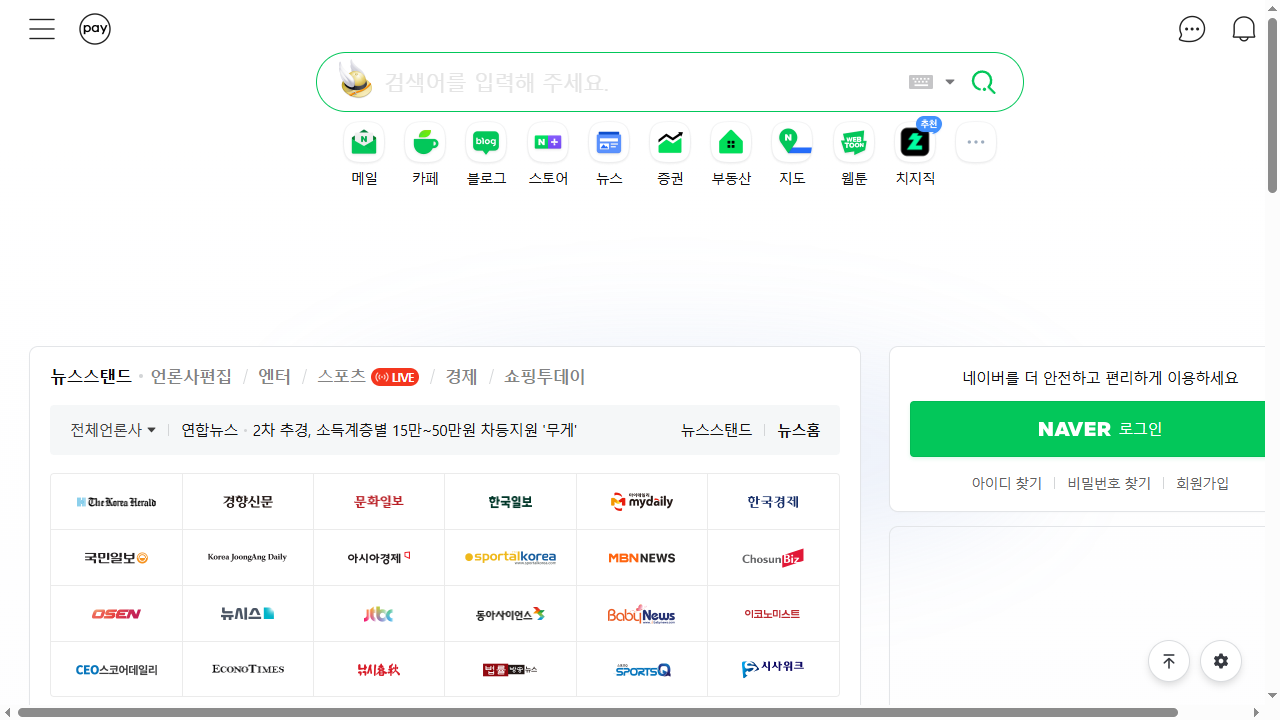 pay
검색어를 입력해 주세요.
추천
메일 카페 블로그 스토어 뉴스 증권 부동산 지도 웹툰 치지직
뉴스스탠드 언론사편집 / 엔터 / 스포츠 LIVE / 경제 / 쇼핑투데이
전체언론사 연합뉴스 2차 추경, 소득계층별 15만~50만원 차등지원 '무게' 뉴스스탠드 뉴스홈
The Korea Herald 경향신문 문화일보 한국일보 마이데일리 mydaily 한국경제
국민일보 Korea JoongAng Daily 아시아경제 sportalkorea MBN NEWS ChosunBiz
OSEN 뉴시스 jtbc 동아사이언스 BabyNews 이코노미스트
CEO스코어데일리 ECONOTIMES 낚시春秋 법률방송뉴스 SPORTSQ 시사위크
네이버를 더 안전하고 편리하게 이용하세요
NAVER 로그인
아이디 찾기 비밀번호 찾기 회원가입